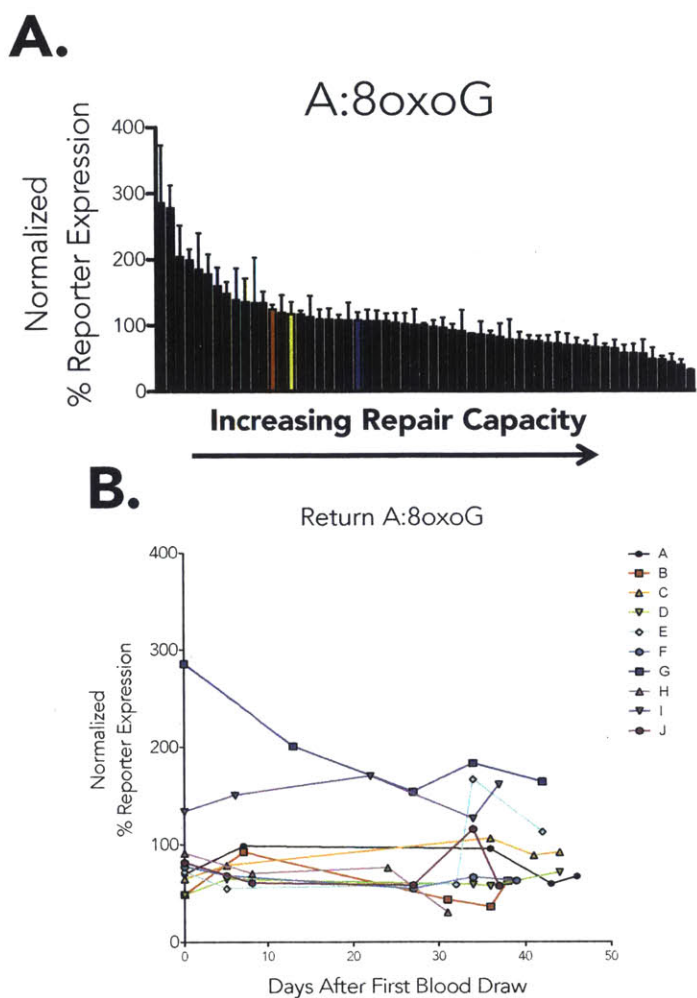 A.
A:8oxoG
Normalized
% Reporter Expression
400
300
200
100
0
Increasing Repair Capacity
B.
Return A:8oxoG
Normalized
% Reporter Expression
400
300
200
100
0
0 10 20 30 40 50
Days After First Blood Draw
A
B
C
D
E
F
G
H
I
J